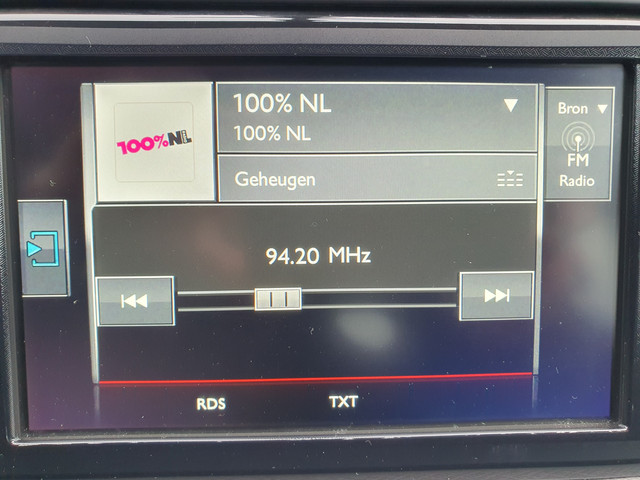 100% NL
100% NL
100% NL
Geheugen
Bron
FM
Radio
94.20 MHz
RDS TXT